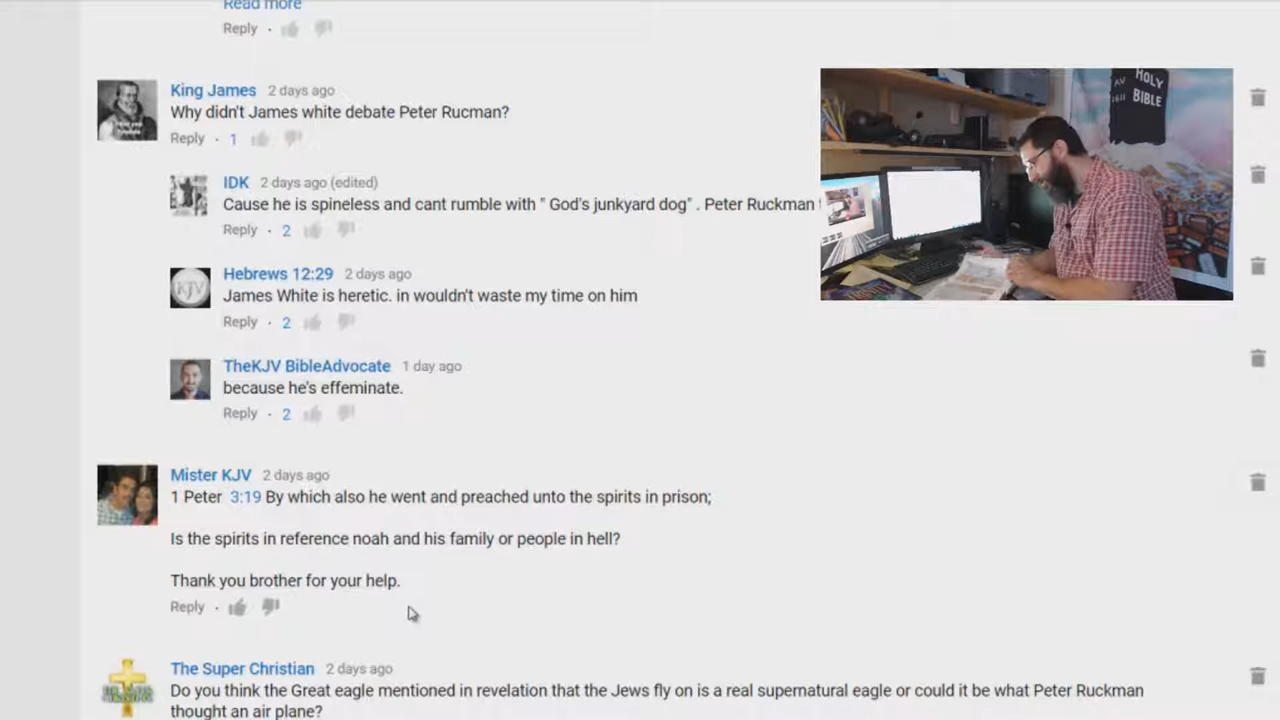 Read more
Reply ·
King James 2 days ago
Why didn't James white debate Peter Rucman?
Reply · 1
IDK 2 days ago (edited)
Cause he is spineless and cant rumble with " God's junkyard dog" . Peter Ruckman
Reply · 2
Hebrews 12:29 2 days ago
KJV
James White is heretic. in wouldn't waste my time on him
Reply · 2
TheKJV BibleAdvocate 1 day ago
because he's effeminate.
Reply · 2
Mister KJV 2 days ago
1 Peter 3:19 By which also he went and preached unto the spirits in prison;
Is the spirits in reference noah and his family or people in hell?
Thank you brother for your help.
Reply ·
The Super Christian 2 days ago
Do you think the Great eagle mentioned in revelation that the Jews fly on is a real supernatural eagle or could it be what Peter Ruckman
thought an air plane?
AV
1611
HOLY
BIBLE